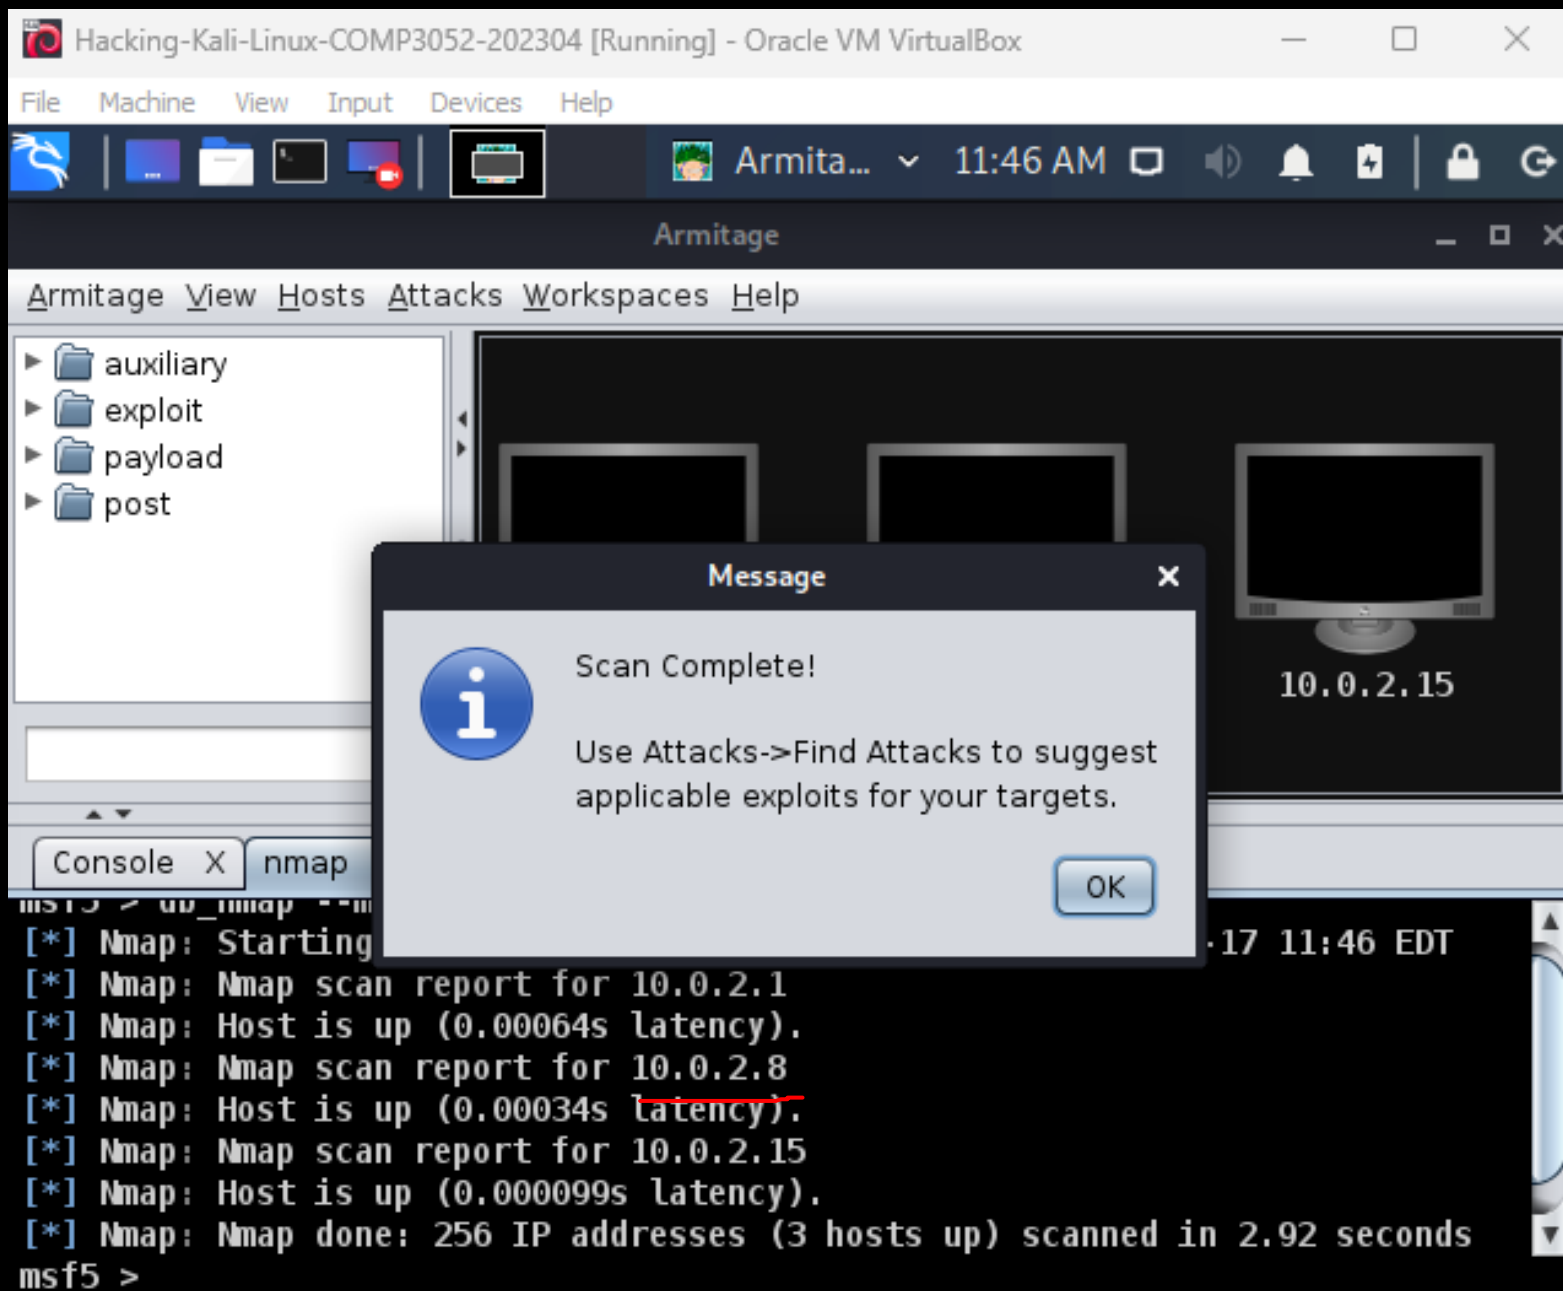 Hacking-Kali-Linux-COMP3052-202304 [Running] - Oracle VM VirtualBox
File Machine View Input Devices Help
Armita... 11:46 AM
Armitage
Armitage View Hosts Attacks Workspaces Help
auxiliary
exploit
payload
post
Message
Scan Complete!
Use Attacks->Find Attacks to suggest
applicable exploits for your targets.
OK
10.0.2.15
Console X nmap
msf5 > db_nmap
[*] Nmap: Starting 17 11:46 EDT
[*] Nmap: Nmap scan report for 10.0.2.1
[*] Nmap: Host is up (0.00064s latency).
[*] Nmap: Nmap scan report for 10.0.2.8
[*] Nmap: Host is up (0.00034s latency).
[*] Nmap: Nmap scan report for 10.0.2.15
[*] Nmap: Host is up (0.000099s latency).
[*] Nmap: Nmap done: 256 IP addresses (3 hosts up) scanned in 2.92 seconds
msf5 >